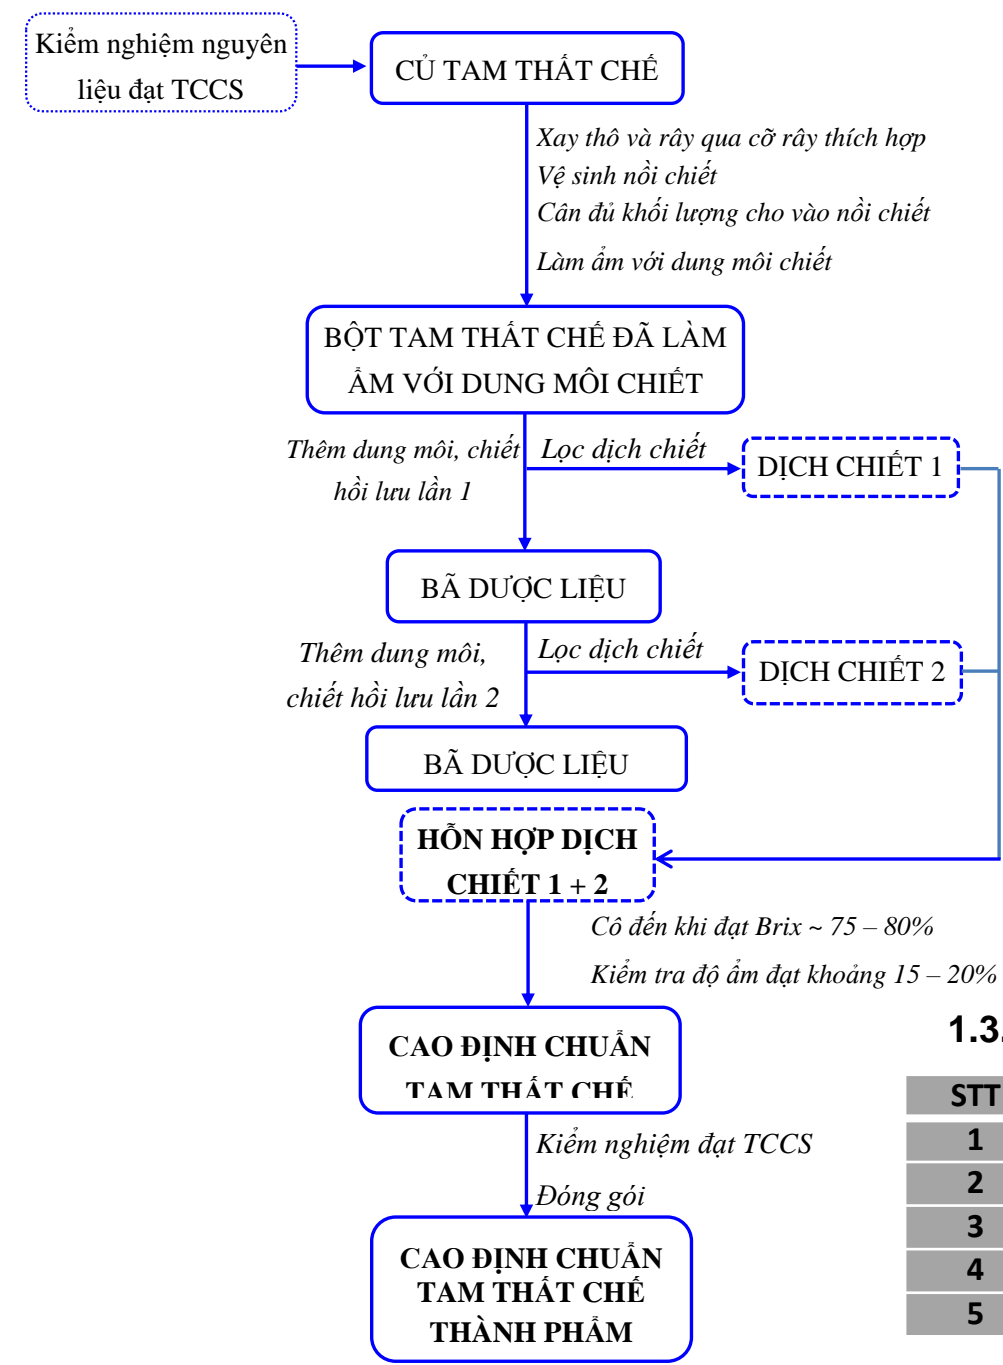 Kiểm nghiệm nguyên
liệu đạt TCCS
CỦ TAM THẤT CHẾ
Xay thô và rây qua cỡ rây thích hợp
Vệ sinh nồi chiết
Cân đủ khối lượng cho vào nồi chiết
Làm ẩm với dung môi chiết
BỘT TAM THẤT CHẾ ĐÃ LÀM
ẨM VỚI DUNG MÔI CHIẾT
Thêm dung môi, chiết
hồi lưu lần 1
Lọc dịch chiết
DỊCH CHIẾT 1
BÃ DƯỢC LIỆU
Thêm dung môi,
chiết hồi lưu lần 2
Lọc dịch chiết
DỊCH CHIẾT 2
BÃ DƯỢC LIỆU
HỖN HỢP DỊCH
CHIẾT 1 + 2
Cô đến khi đạt Brix ~ 75 – 80%
Kiểm tra độ ẩm đạt khoảng 15 – 20%
CAO ĐỊNH CHUẨN
TAM THẤT CHẾ
Kiểm nghiệm đạt TCCS
Đóng gói
CAO ĐỊNH CHUẨN
TAM THẤT CHẾ
THÀNH PHẨM
1.3.
STT
1
2
3
4
5